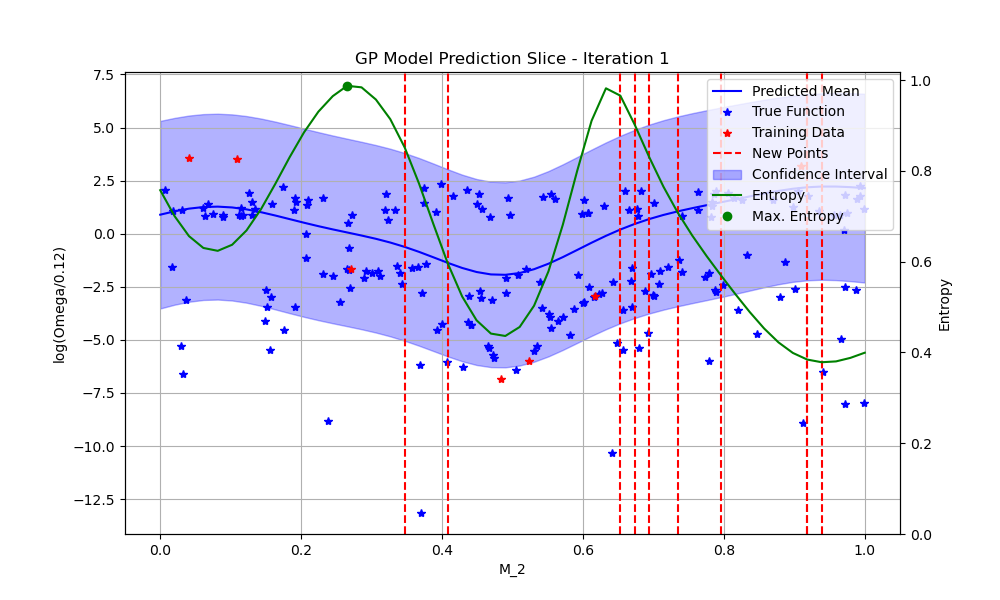 GP Model Prediction Slice - Iteration 1
7.5
5.0
2.5
0.0
−2.5
−5.0
−7.5
−10.0
−12.5
log(Omega/0.12)
0.0
0.2
0.4
0.6
0.8
1.0
M_2
1.0
0.8
0.6
0.4
0.2
0.0
Entropy
Predicted Mean
True Function
Training Data
New Points
Confidence Interval
Entropy
Max. Entropy